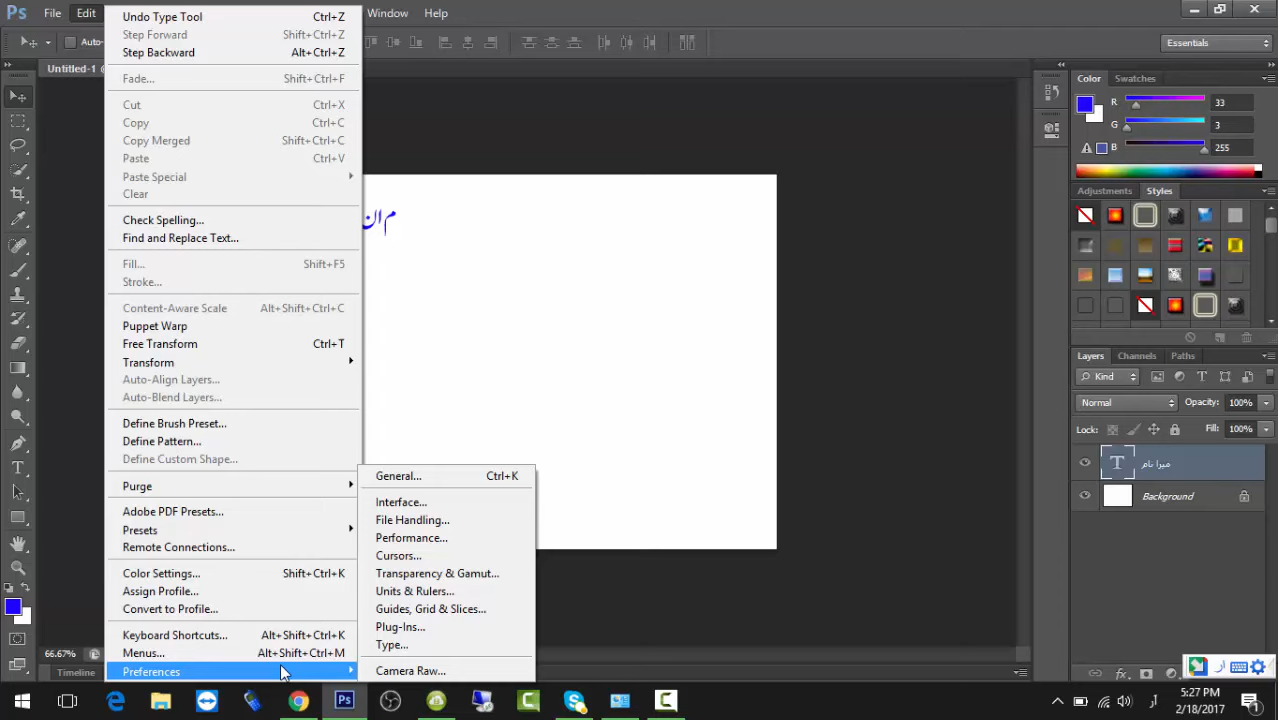 Ps File Edit Window Help
Auto-
Essentials
Untitled-1 @
Undo Type Tool Ctrl+Z
Step Forward Shift+Ctrl+Z
Step Backward Alt+Ctrl+Z
Fade... Shift+Ctrl+F
Cut Ctrl+X
Copy Ctrl+C
Copy Merged Shift+Ctrl+C
Paste Ctrl+V
Paste Special
Clear
Check Spelling...
Find and Replace Text...
Fill... Shift+F5
Stroke...
Content-Aware Scale Alt+Shift+Ctrl+C
Puppet Warp
Free Transform Ctrl+T
Transform
Auto-Align Layers...
Auto-Blend Layers...
Define Brush Preset...
Define Pattern...
Define Custom Shape...
Purge
Adobe PDF Presets...
Presets
Remote Connections...
Color Settings... Shift+Ctrl+K
Assign Profile...
Convert to Profile...
Keyboard Shortcuts... Alt+Shift+Ctrl+K
Menus... Alt+Shift+Ctrl+M
Preferences
General... Ctrl+K
Interface...
File Handling...
Performance...
Cursors...
Transparency & Gamut...
Units & Rulers...
Guides, Grid & Slices...
Plug-Ins...
Type...
Camera Raw...
م ان
Color Swatches
R 33
G 3
B 255
Adjustments Styles
Layers Channels Paths
Kind
Normal Opacity: 100%
Lock: Fill: 100%
T میرا نام
Background
66.67%
Timeline
ار
Ps
5:27 PM
2/18/2017